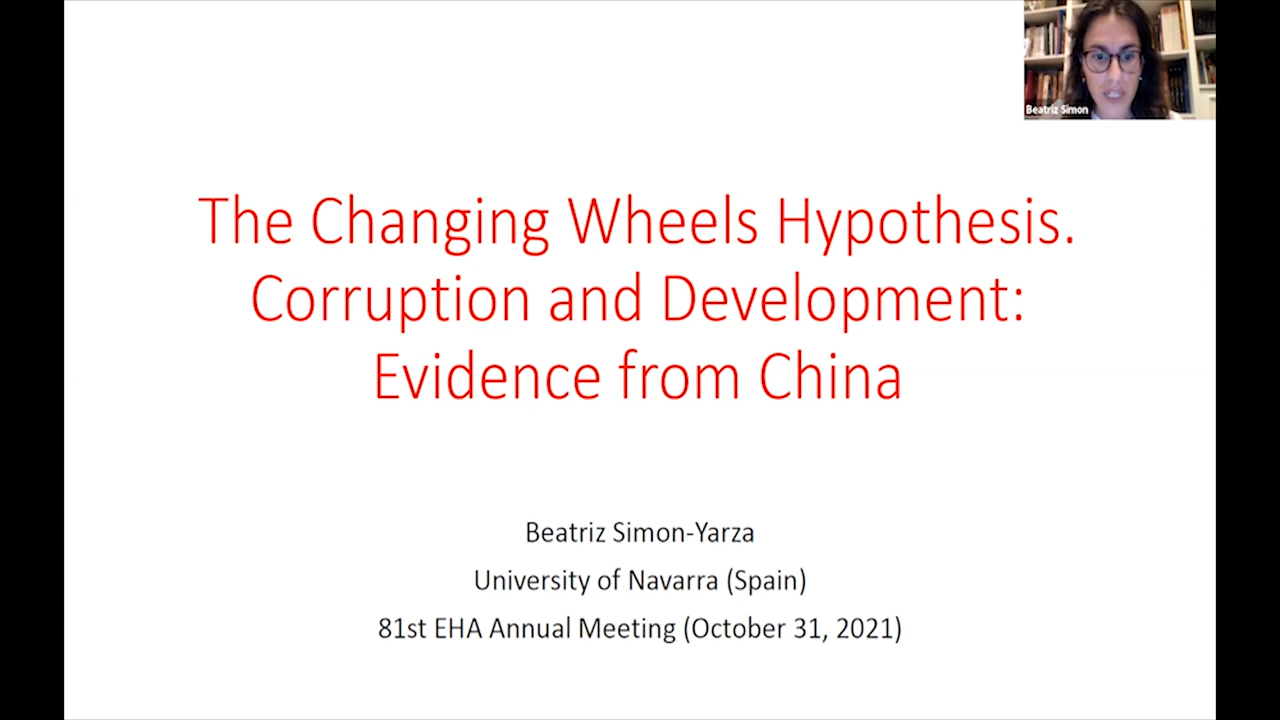 Beatriz Simon
The Changing Wheels Hypothesis.
Corruption and Development:
Evidence from China
Beatriz Simon-Yarza
University of Navarra (Spain)
81st EHA Annual Meeting (October 31, 2021)